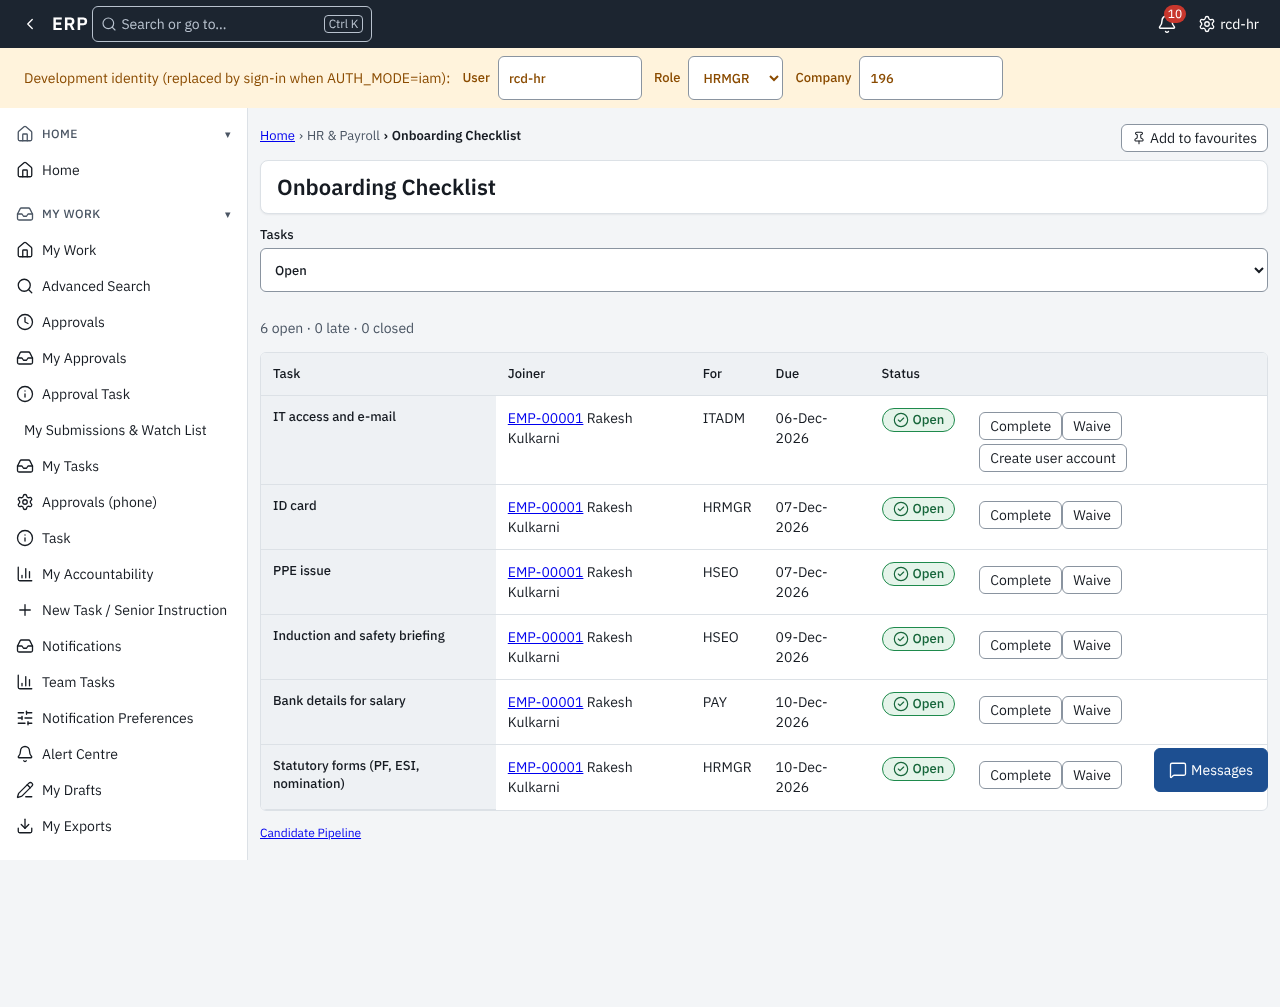 ERP
Search or go to...
Ctrl K
10
rcd-hr
Development identity (replaced by sign-in when AUTH_MODE=iam):
User
rcd-hr
Role
HRMGR
Company
196
HOME
Home
MY WORK
My Work
Advanced Search
Approvals
My Approvals
Approval Task
My Submissions & Watch List
My Tasks
Approvals (phone)
Task
My Accountability
New Task / Senior Instruction
Notifications
Team Tasks
Notification Preferences
Alert Centre
My Drafts
My Exports
Home › HR & Payroll › Onboarding Checklist
Add to favourites
Onboarding Checklist
Tasks
Open
6 open · 0 late · 0 closed
Task Joiner For Due Status
IT access and e-mail EMP-00001 Rakesh ITADM 06-Dec- Open Complete Waive
Kulkarni 2026
Create user account
ID card EMP-00001 Rakesh HRMGR 07-Dec- Open Complete Waive
Kulkarni 2026
PPE issue EMP-00001 Rakesh HSEO 07-Dec- Open Complete Waive
Kulkarni 2026
Induction and safety briefing EMP-00001 Rakesh HSEO 09-Dec- Open Complete Waive
Kulkarni 2026
Bank details for salary EMP-00001 Rakesh PAY 10-Dec- Open Complete Waive
Kulkarni 2026
Statutory forms (PF, ESI, EMP-00001 Rakesh HRMGR 10-Dec- Open Complete Waive
nomination) Kulkarni 2026
Messages
Candidate Pipeline